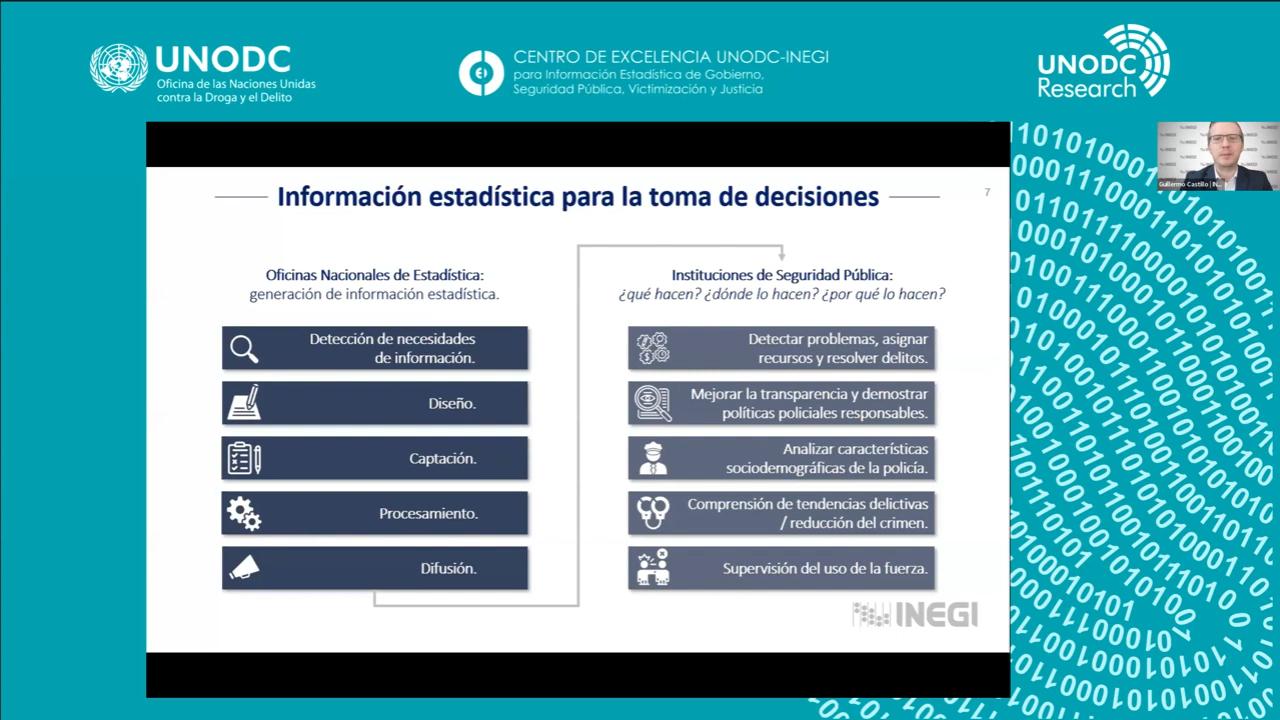 UNODC
Oficina de las Naciones Unidas
contra la Droga y el Delito
CENTRO DE EXCELENCIA UNODC-INEGI
para Información Estadística de Gobierno,
Seguridad Pública, Victimización y Justicia
UNODC
Research
Guillermo Castillo | IN...
Información estadística para la toma de decisiones
7
Oficinas Nacionales de Estadística:
generación de información estadística.
Detección de necesidades
de información.
Diseño.
Captación.
Procesamiento.
Difusión.
Instituciones de Seguridad Pública:
¿qué hacen? ¿dónde lo hacen? ¿por qué lo hacen?
Detectar problemas, asignar
recursos y resolver delitos.
Mejorar la transparencia y demostrar
políticas policiales responsables.
Analizar características
sociodemográficas de la policía.
Comprensión de tendencias delictivas
/ reducción del crimen.
Supervisión del uso de la fuerza.
INEGI